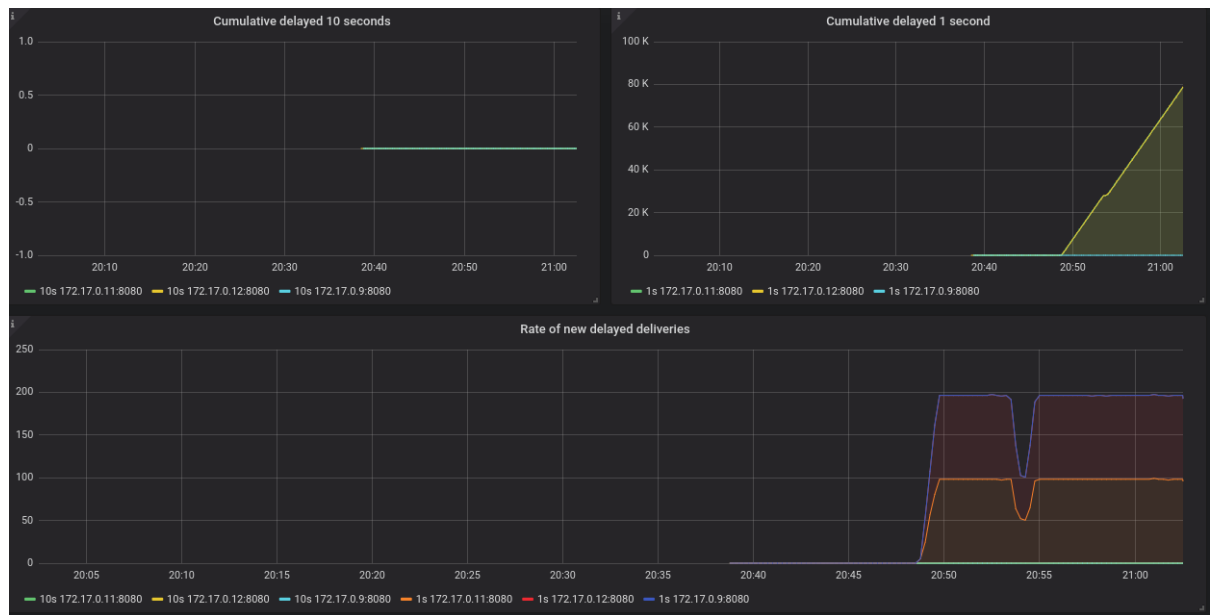 Cumulative delayed 10 seconds
1.0
0.5
0
-0.5
-1.0
20:10 20:20 20:30 20:40 20:50 21:00
10s 172.17.0.11:8080 10s 172.17.0.12:8080 10s 172.17.0.9:8080
Cumulative delayed 1 second
100 K
80 K
60 K
40 K
20 K
0
20:10 20:20 20:30 20:40 20:50 21:00
1s 172.17.0.11:8080 1s 172.17.0.12:8080 1s 172.17.0.9:8080
Rate of new delayed deliveries
250
200
150
100
50
0
20:05 20:10 20:15 20:20 20:25 20:30 20:35 20:40 20:45 20:50 20:55 21:00
10s 172.17.0.11:8080 10s 172.17.0.12:8080 10s 172.17.0.9:8080 1s 172.17.0.11:8080 1s 172.17.0.12:8080 1s 172.17.0.9:8080